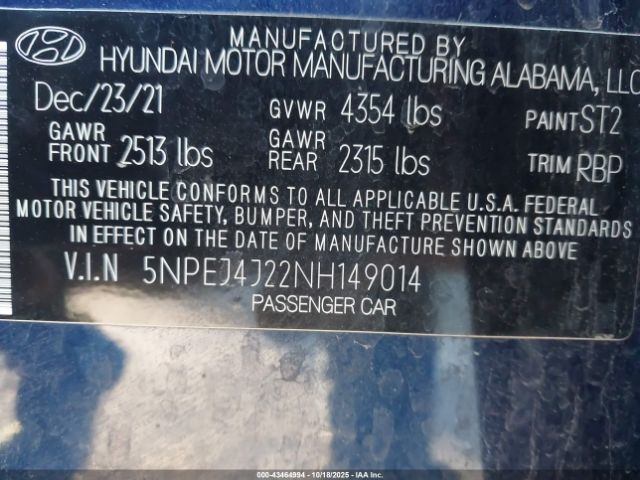 MANUFACTURED BY
HYUNDAI MOTOR MANUFACTURING ALABAMA, LLC
Dec/23/21 GVWR 4354 lbs PAINT ST2
GAWR FRONT 2513 lbs GAWR REAR 2315 lbs TRIM RBP
THIS VEHICLE CONFORMS TO ALL APPLICABLE U.S.A. FEDERAL
MOTOR VEHICLE SAFETY, BUMPER, AND THEFT PREVENTION STANDARDS
IN EFFECT ON THE DATE OF MANUFACTURE SHOWN ABOVE
V.I.N 5NPEJ4J22NH149014
PASSENGER CAR
000-43464994 - 10/18/2025 - IAA Inc.